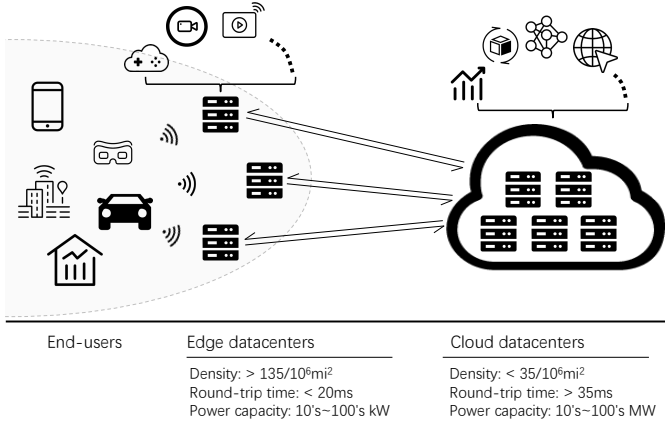 End-users
Edge datacenters
Density: > 135/10⁶mi²
Round-trip time: < 20ms
Power capacity: 10's~100's kW
Cloud datacenters
Density: < 35/10⁶mi²
Round-trip time: > 35ms
Power capacity: 10's~100's MW